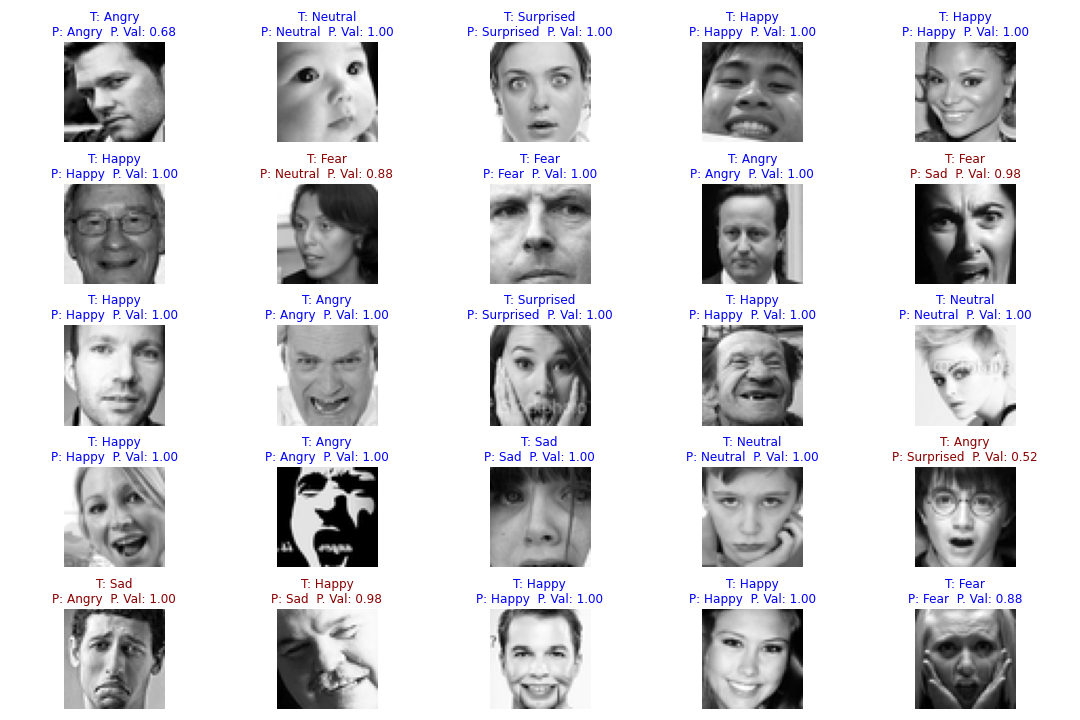 T: Angry
P: Angry  P. Val: 0.68
T: Neutral
P: Neutral  P. Val: 1.00
T: Surprised
P: Surprised  P. Val: 1.00
T: Happy
P: Happy  P. Val: 1.00
T: Happy
P: Happy  P. Val: 1.00
T: Happy
P: Happy  P. Val: 1.00
T: Fear
P: Neutral  P. Val: 0.88
T: Fear
P: Fear  P. Val: 1.00
T: Angry
P: Angry  P. Val: 1.00
T: Fear
P: Sad  P. Val: 0.98
T: Happy
P: Happy  P. Val: 1.00
T: Angry
P: Angry  P. Val: 1.00
T: Surprised
P: Surprised  P. Val: 1.00
T: Happy
P: Happy  P. Val: 1.00
T: Neutral
P: Neutral  P. Val: 1.00
T: Happy
P: Happy  P. Val: 1.00
T: Angry
P: Angry  P. Val: 1.00
T: Sad
P: Sad  P. Val: 1.00
T: Neutral
P: Neutral  P. Val: 1.00
T: Angry
P: Surprised  P. Val: 0.52
T: Sad
P: Angry  P. Val: 1.00
T: Happy
P: Sad  P. Val: 0.98
T: Happy
P: Happy  P. Val: 1.00
T: Happy
P: Happy  P. Val: 1.00
T: Fear
P: Fear  P. Val: 0.88
?